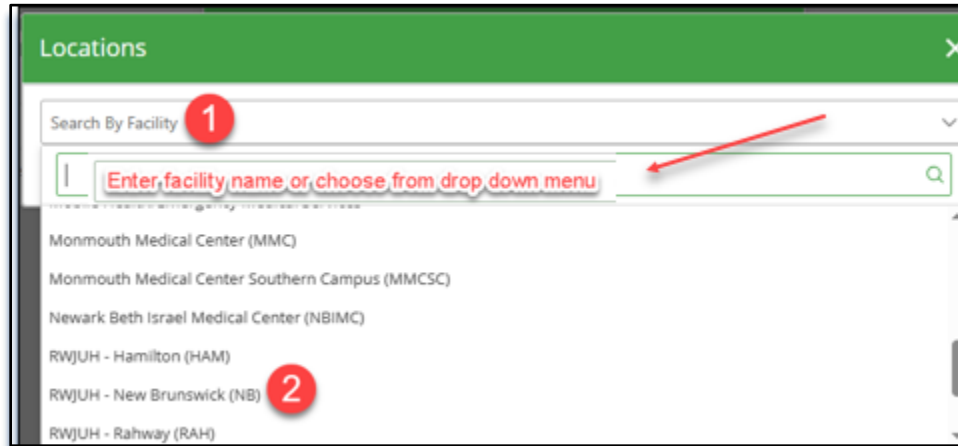 Locations
Search By Facility 1
Enter facility name or choose from drop down menu
Monmouth Medical Center (MMC)
Monmouth Medical Center Southern Campus (MMCSC)
Newark Beth Israel Medical Center (NBIMC)
RWJUH - Hamilton (HAM)
RWJUH - New Brunswick (NB) 2
RWJUH - Rahway (RAH)